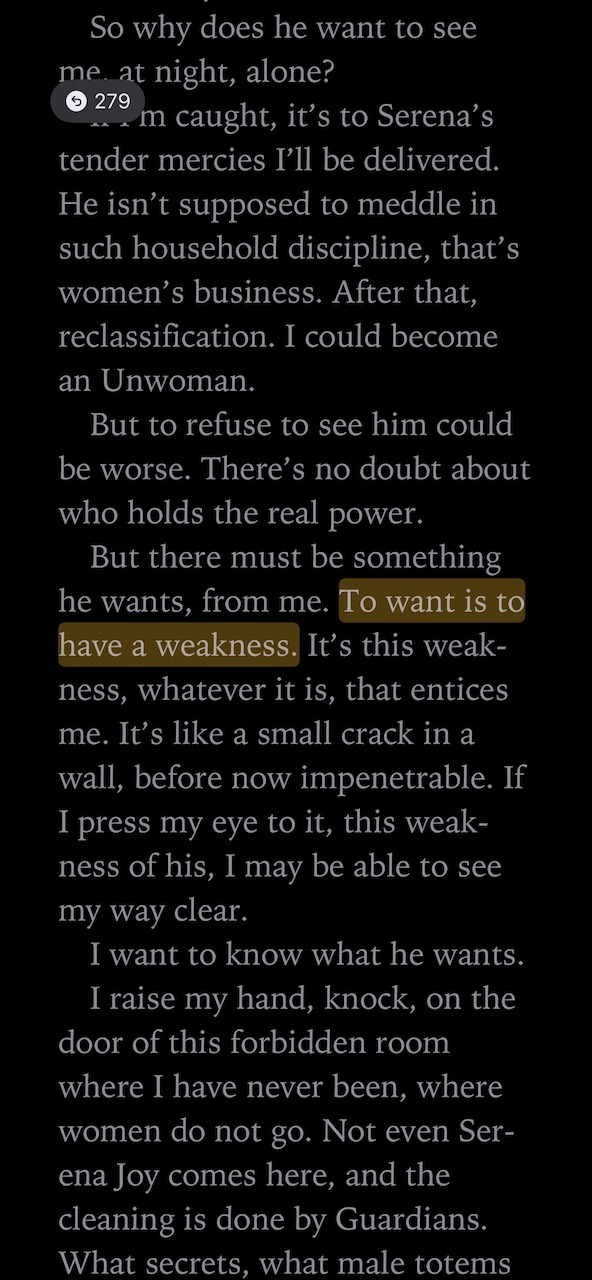 So why does he want to see
me, at night, alone?
279
I'm caught, it's to Serena's
tender mercies I'll be delivered.
He isn't supposed to meddle in
such household discipline, that's
women's business. After that,
reclassification. I could become
an Unwoman.
But to refuse to see him could
be worse. There's no doubt about
who holds the real power.
But there must be something
he wants, from me. To want is to
have a weakness. It's this weak-
ness, whatever it is, that entices
me. It's like a small crack in a
wall, before now impenetrable. If
I press my eye to it, this weak-
ness of his, I may be able to see
my way clear.
I want to know what he wants.
I raise my hand, knock, on the
door of this forbidden room
where I have never been, where
women do not go. Not even Ser-
ena Joy comes here, and the
cleaning is done by Guardians.
What secrets, what male totems